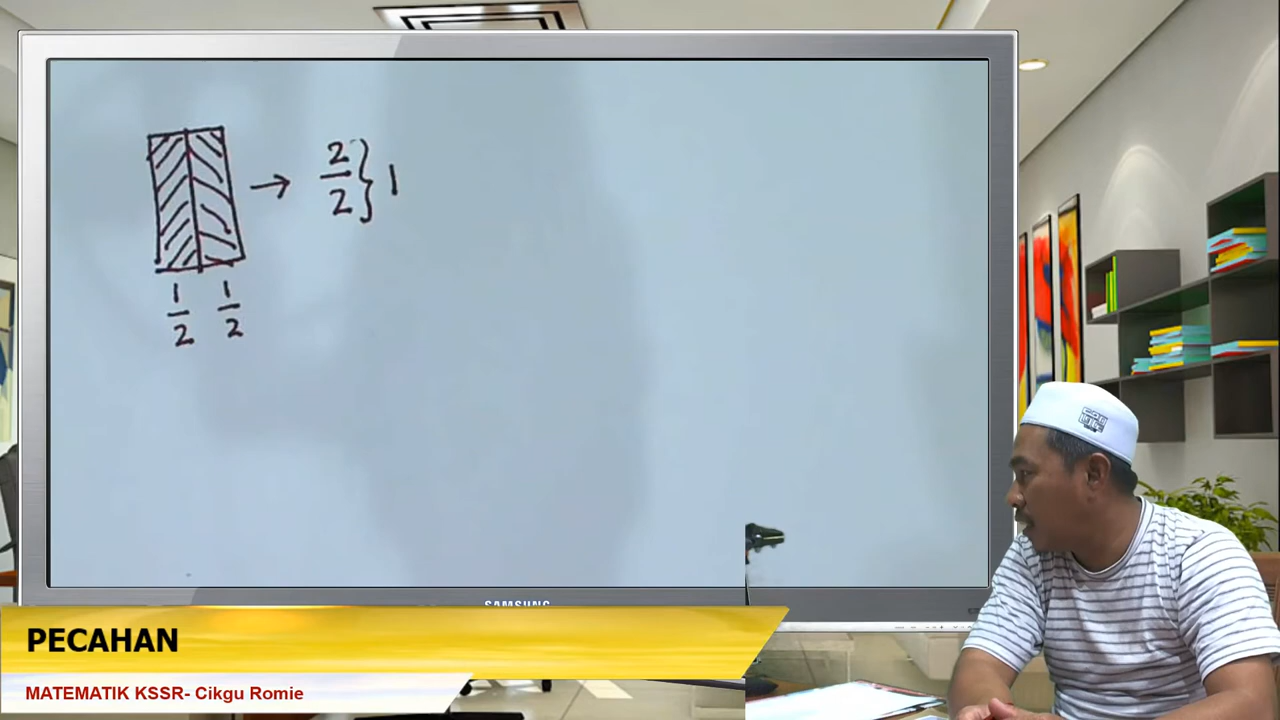 → 2/2 } 1
1/2 1/2
SAMSUNG
PECAHAN
MATEMATIK KSSR- Cikgu Romie